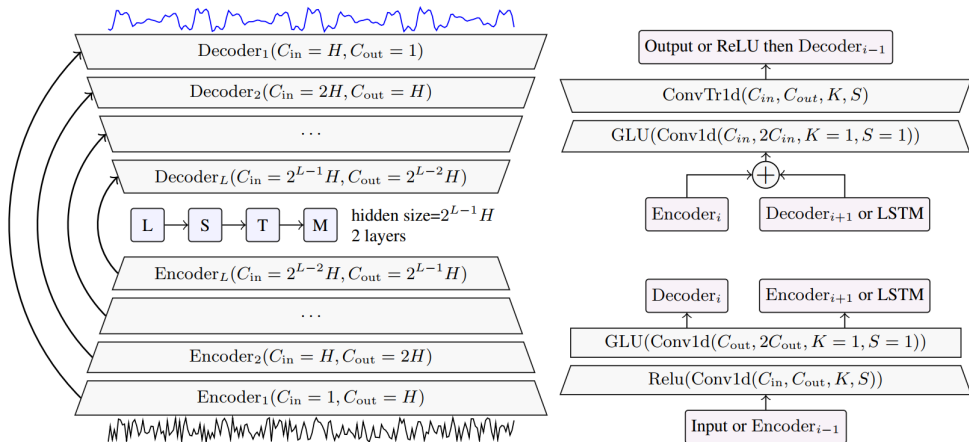 Decoder₁(C_in = H, C_out = 1)
Decoder₂(C_in = 2H, C_out = H)
...
Decoder_L(C_in = 2^{L−1}H, C_out = 2^{L−2}H)
L S T M
hidden size=2^{L−1}H
2 layers
Encoder_L(C_in = 2^{L−2}H, C_out = 2^{L−1}H)
...
Encoder₂(C_in = H, C_out = 2H)
Encoder₁(C_in = 1, C_out = H)
Output or ReLU then Decoder_{i−1}
ConvTr1d(C_in, C_out, K, S)
GLU(Conv1d(C_in, 2C_in, K = 1, S = 1))
+
Encoder_i
Decoder_{i+1} or LSTM
Decoder_i
Encoder_{i+1} or LSTM
GLU(Conv1d(C_out, 2C_out, K = 1, S = 1))
Relu(Conv1d(C_in, C_out, K, S))
Input or Encoder_{i−1}